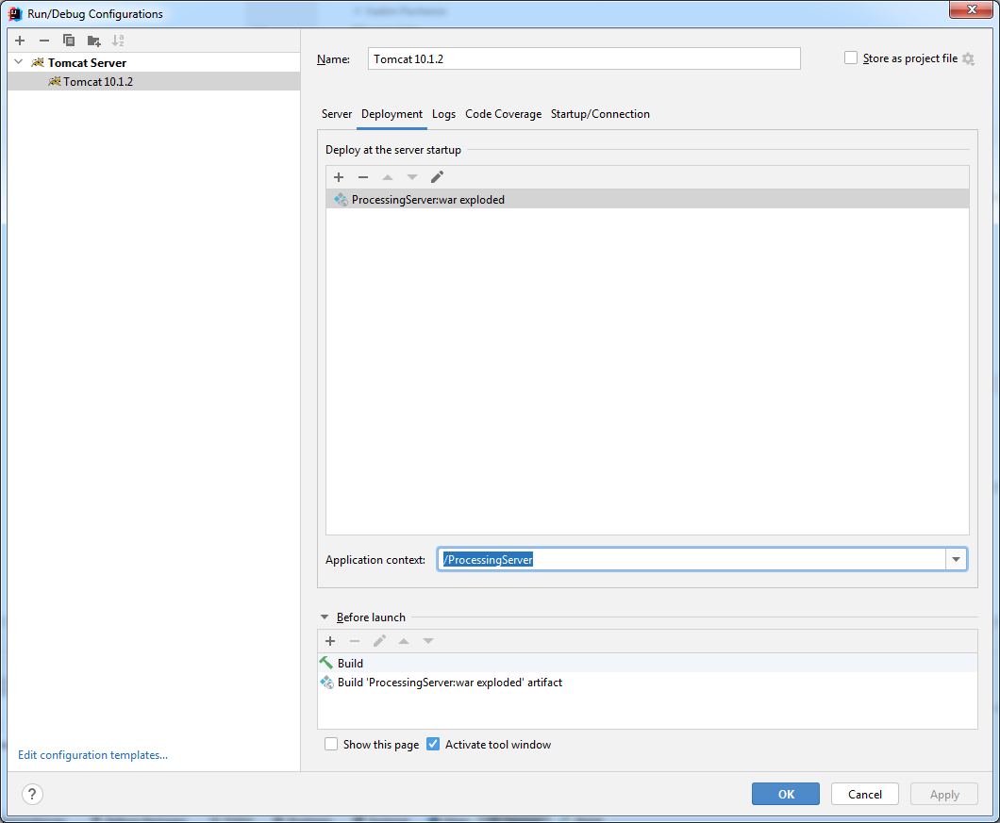 Run/Debug Configurations
Tomcat Server
Tomcat 10.1.2
Edit configuration templates...
Name: Tomcat 10.1.2 Store as project file
Server Deployment Logs Code Coverage Startup/Connection
Deploy at the server startup
ProcessingServer:war exploded
Application context: /ProcessingServer
Before launch
Build
Build 'ProcessingServer:war exploded' artifact
Show this page Activate tool window
? OK Cancel Apply